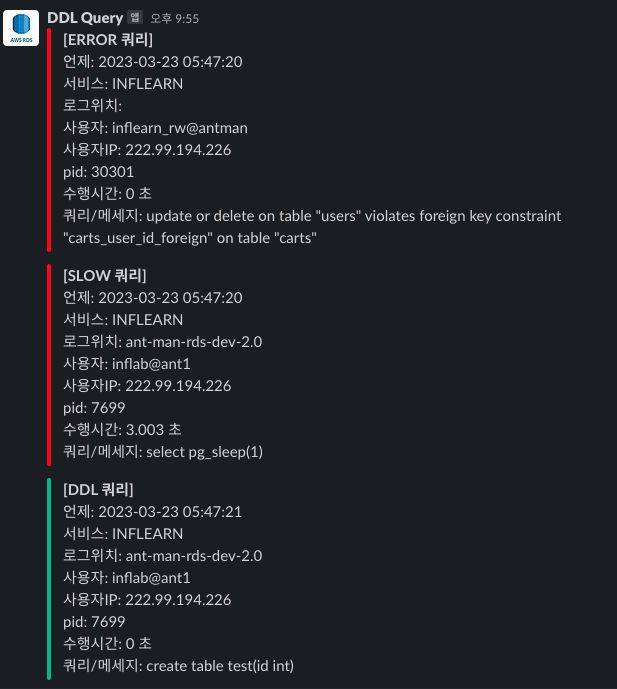 DDL Query 앱 오후 9:55
AWS RDS
[ERROR 쿼리]
언제: 2023-03-23 05:47:20
서비스: INFLEARN
로그위치:
사용자: inflearn_rw@antman
사용자IP: 222.99.194.226
pid: 30301
수행시간: 0 초
쿼리/메세지: update or delete on table "users" violates foreign key constraint
"carts_user_id_foreign" on table "carts"
[SLOW 쿼리]
언제: 2023-03-23 05:47:20
서비스: INFLEARN
로그위치: ant-man-rds-dev-2.0
사용자: inflab@ant1
사용자IP: 222.99.194.226
pid: 7699
수행시간: 3.003 초
쿼리/메세지: select pg_sleep(1)
[DDL 쿼리]
언제: 2023-03-23 05:47:21
서비스: INFLEARN
로그위치: ant-man-rds-dev-2.0
사용자: inflab@ant1
사용자IP: 222.99.194.226
pid: 7699
수행시간: 0 초
쿼리/메세지: create table test(id int)